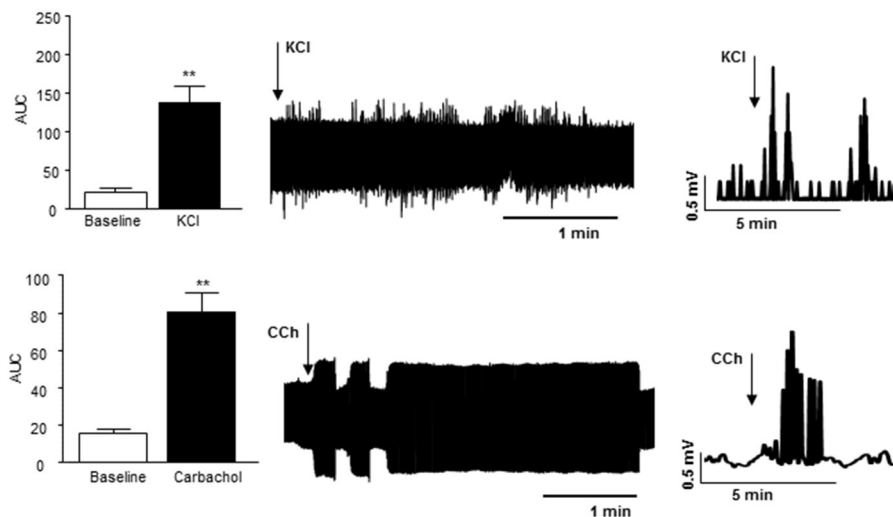 250
200
150
100
50
0
AUC
**
Baseline KCl
KCl
1 min
KCl
0.5 mV
5 min
100
80
60
40
20
0
AUC
**
Baseline Carbachol
CCh
1 min
CCh
0.5 mV
5 min